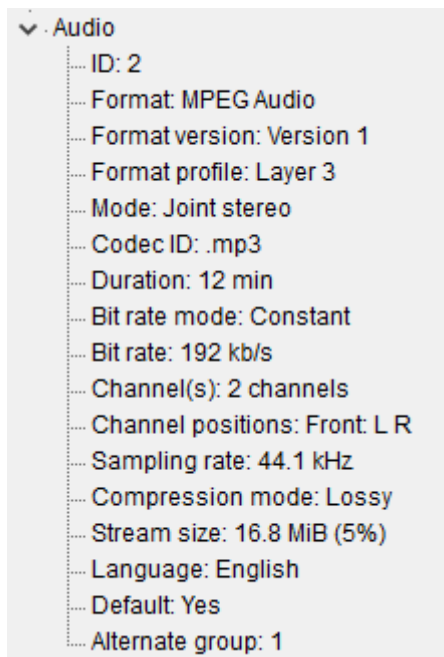 Audio
ID: 2
Format: MPEG Audio
Format version: Version 1
Format profile: Layer 3
Mode: Joint stereo
Codec ID: .mp3
Duration: 12 min
Bit rate mode: Constant
Bit rate: 192 kb/s
Channel(s): 2 channels
Channel positions: Front: L R
Sampling rate: 44.1 kHz
Compression mode: Lossy
Stream size: 16.8 MiB (5%)
Language: English
Default: Yes
Alternate group: 1